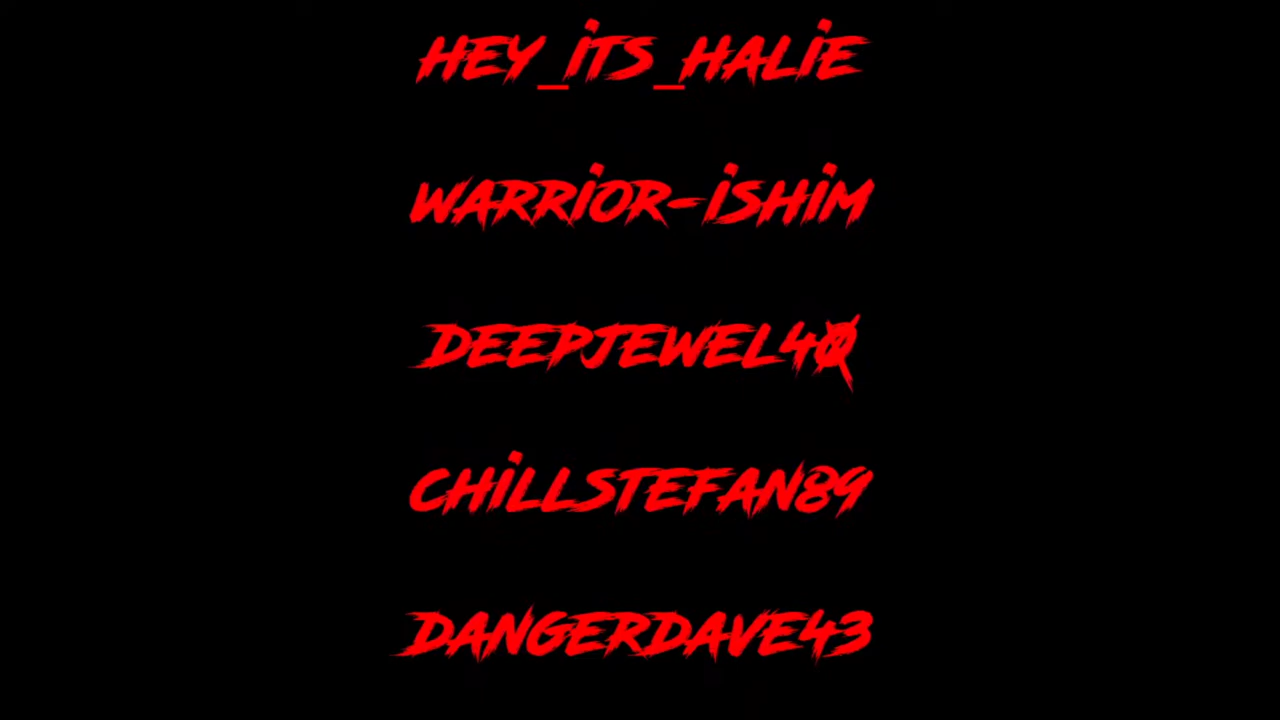 HEY_iTS_HALiE
WARRiOR-iSHiM
DEEPJEWEL40
CHiLLSTEFAN89
DANGERDAVE43